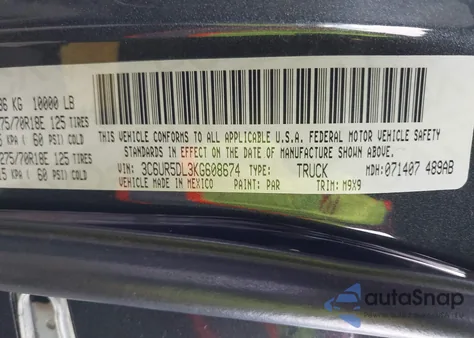 86 KG 10000 LB
275/70R18E 125 TIRES
5 KPA ( 60 PSI) COLD
275/70R18E 125 TIRES
15 KPA ( 60 PSI) COLD
THIS VEHICLE CONFORMS TO ALL APPLICABLE U.S.A. FEDERAL MOTOR VEHICLE SAFETY
STANDARDS IN EFFECT ON THE DATE OF MANUFACTURE SHOWN ABOVE
VIN: 3C6UR5DL3KG608674 TYPE: TRUCK MDH: 071407 489AB
VEHICLE MADE IN MEXICO PAINT: PAR TRIM: M9X9
autoSnap